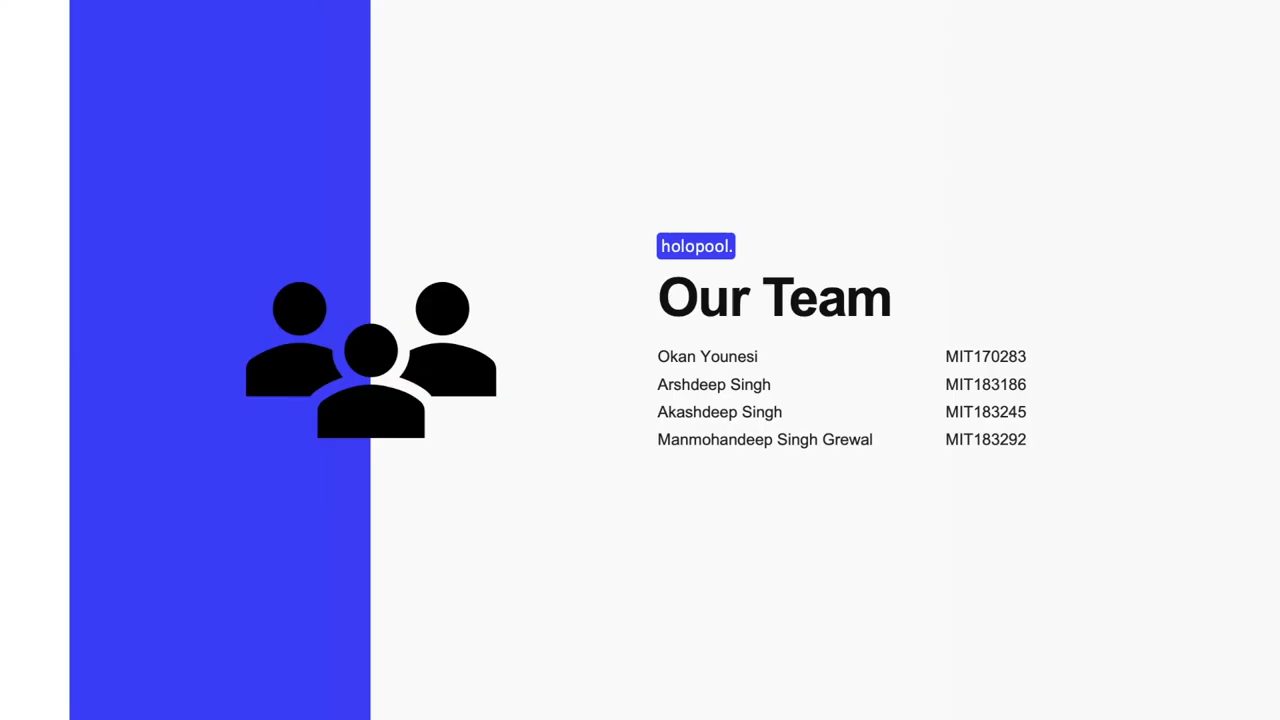 holopool.
Our Team
Okan Younesi MIT170283
Arshdeep Singh MIT183186
Akashdeep Singh MIT183245
Manmohandeep Singh Grewal MIT183292